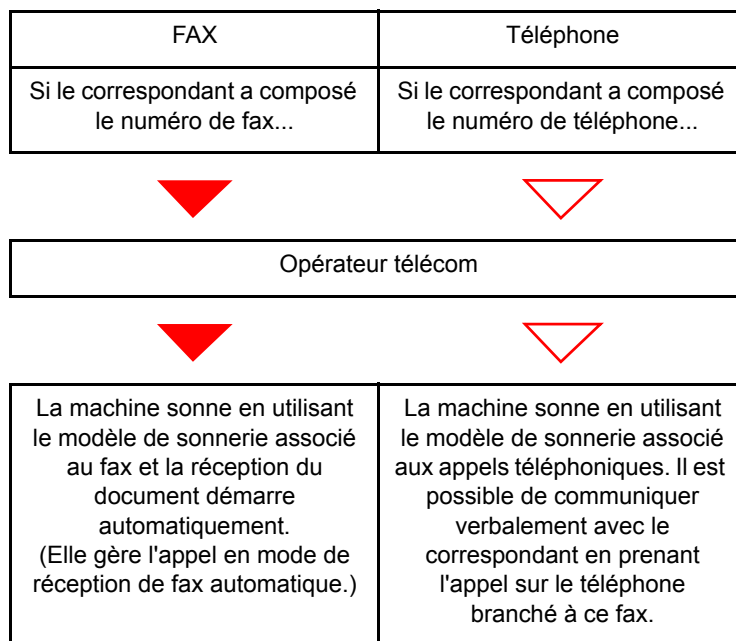 FAX
Téléphone
Si le correspondant a composé
le numéro de fax...
Si le correspondant a composé
le numéro de téléphone...
Opérateur télécom
La machine sonne en utilisant
le modèle de sonnerie associé
au fax et la réception du
document démarre
automatiquement.
(Elle gère l'appel en mode de
réception de fax automatique.)
La machine sonne en utilisant
le modèle de sonnerie associé
aux appels téléphoniques. Il est
possible de communiquer
verbalement avec le
correspondant en prenant
l'appel sur le téléphone
branché à ce fax.